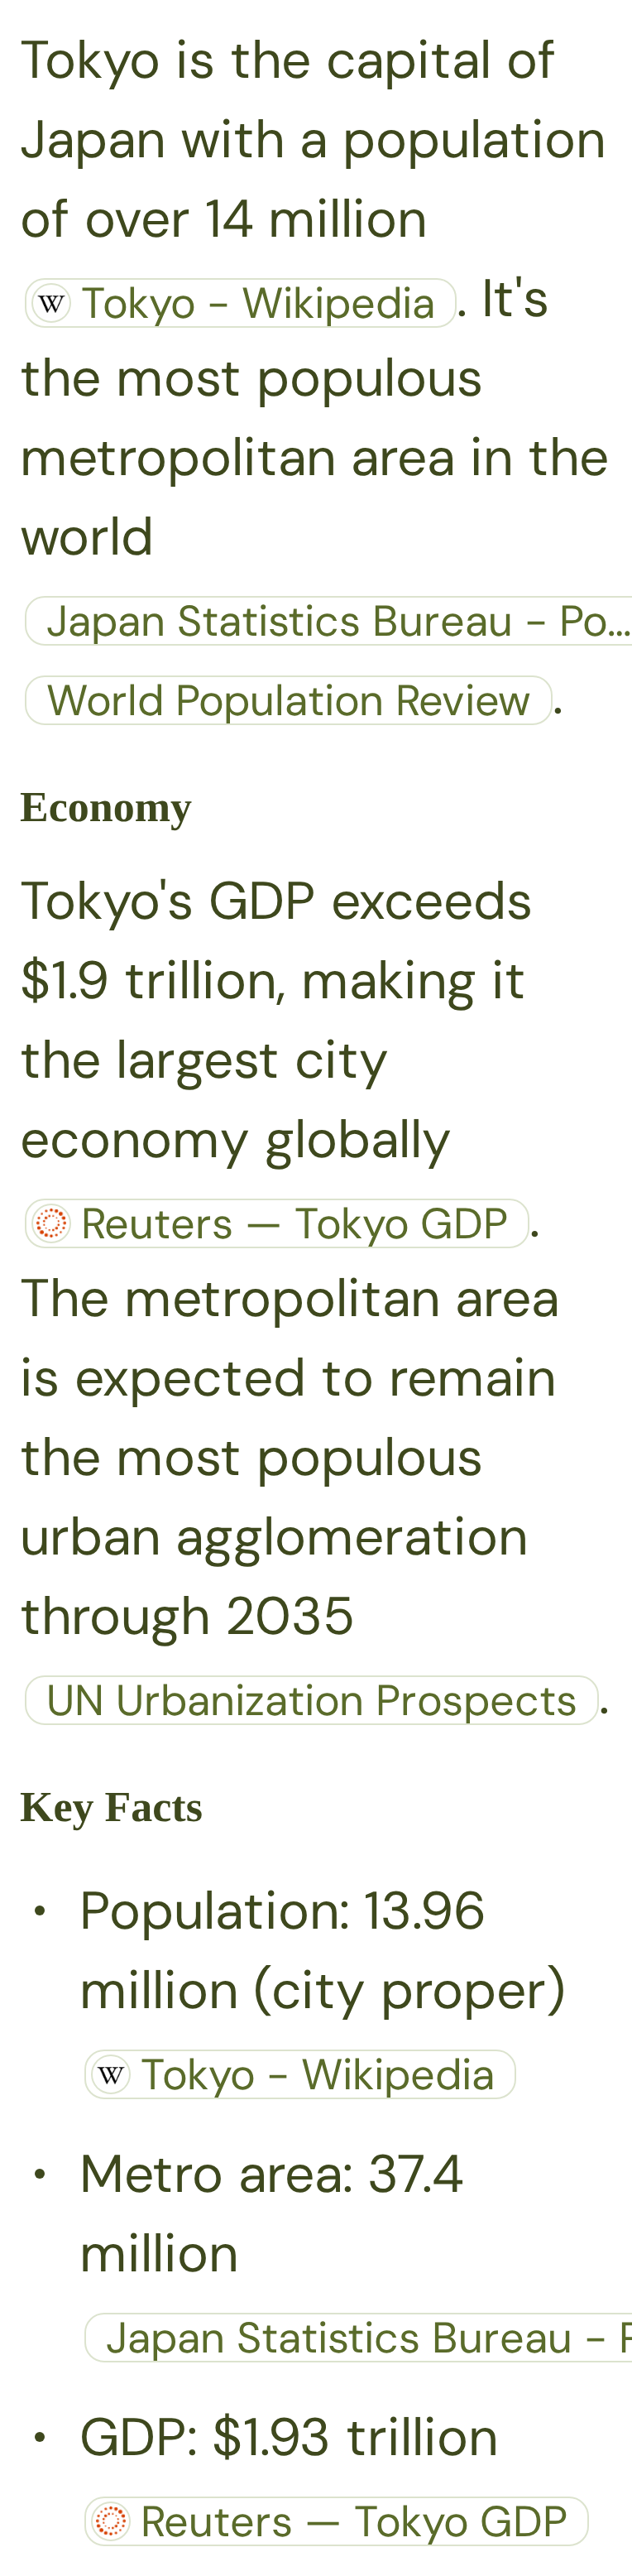 Tokyo is the capital of
Japan with a population
of over 14 million
W Tokyo - Wikipedia. It's
the most populous
metropolitan area in the
world
Japan Statistics Bureau - Po...
World Population Review.
Economy
Tokyo's GDP exceeds
$1.9 trillion, making it
the largest city
economy globally
Reuters — Tokyo GDP.
The metropolitan area
is expected to remain
the most populous
urban agglomeration
through 2035
UN Urbanization Prospects.
Key Facts
• Population: 13.96
million (city proper)
W Tokyo - Wikipedia
• Metro area: 37.4
million
Japan Statistics Bureau -
• GDP: $1.93 trillion
Reuters — Tokyo GDP